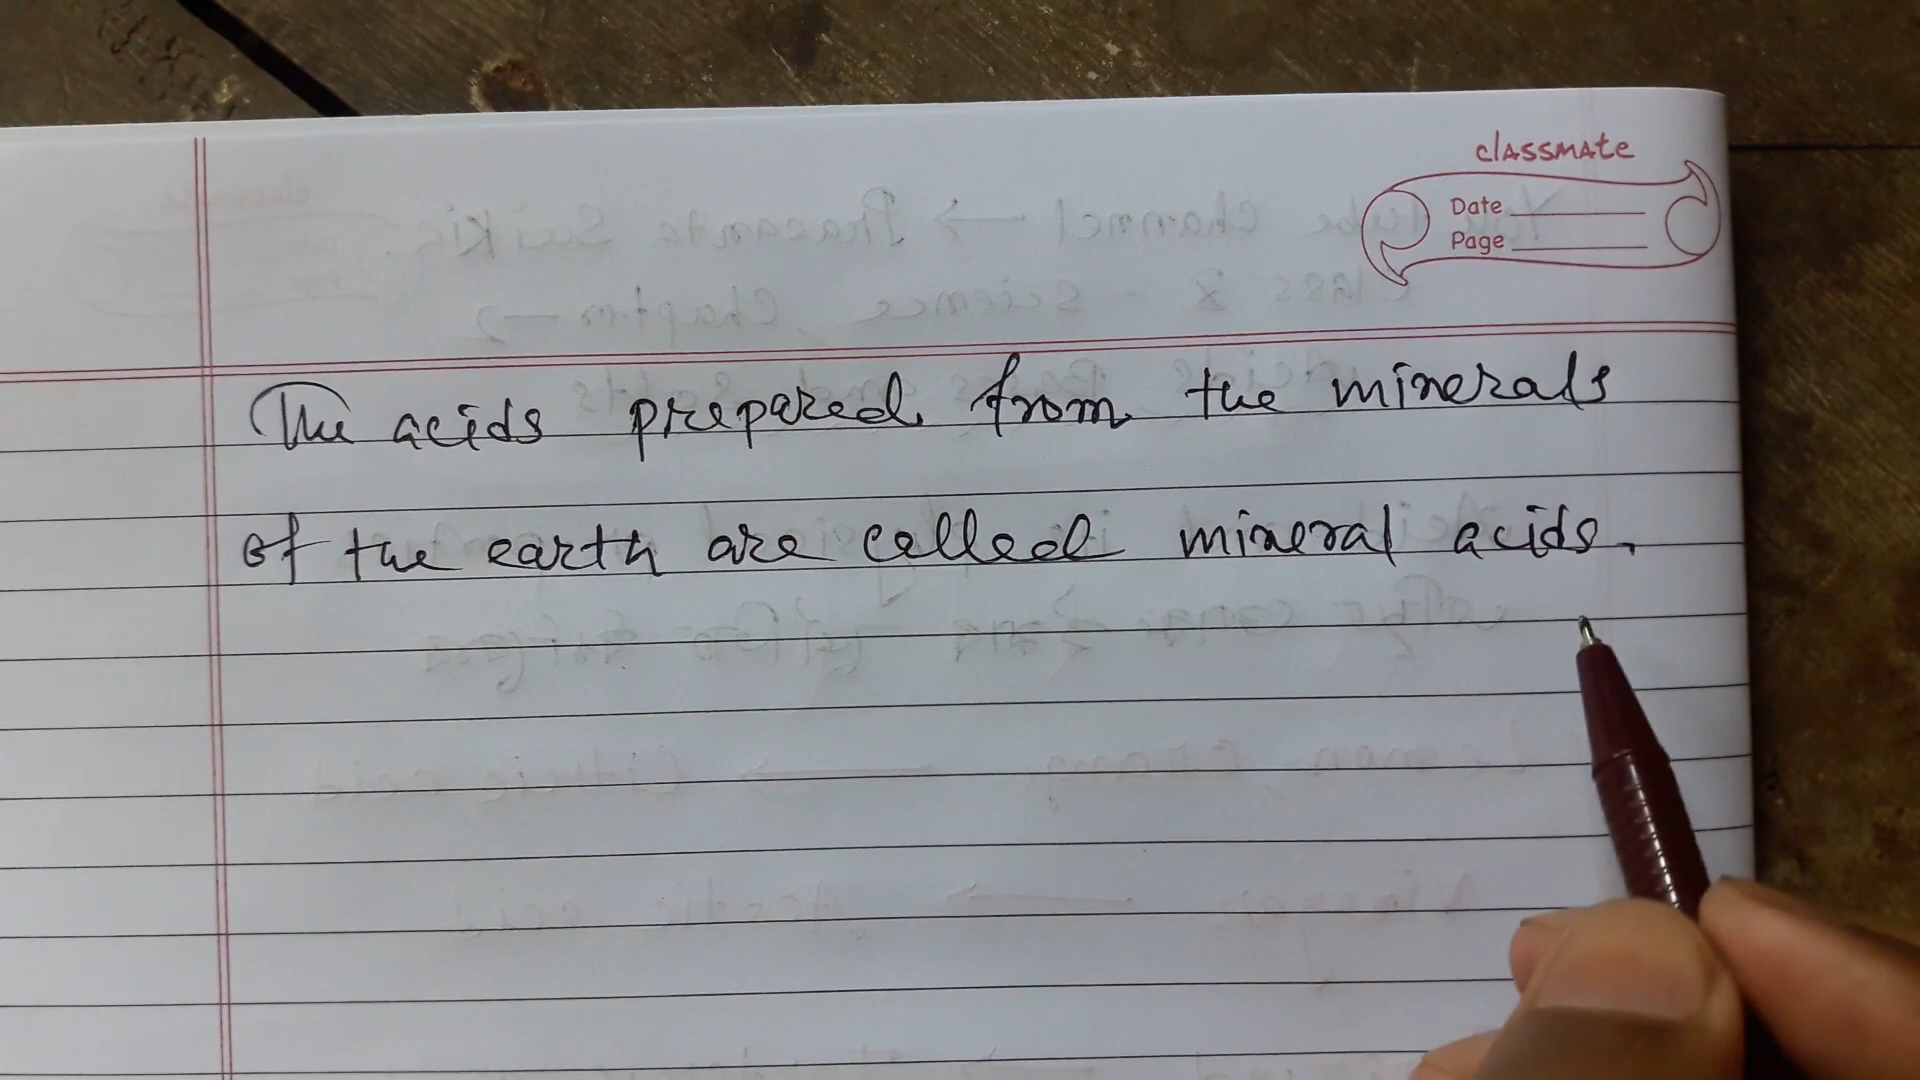 classmate
Date
Page
The acids prepared from the minerals
of the earth are called mineral acids.